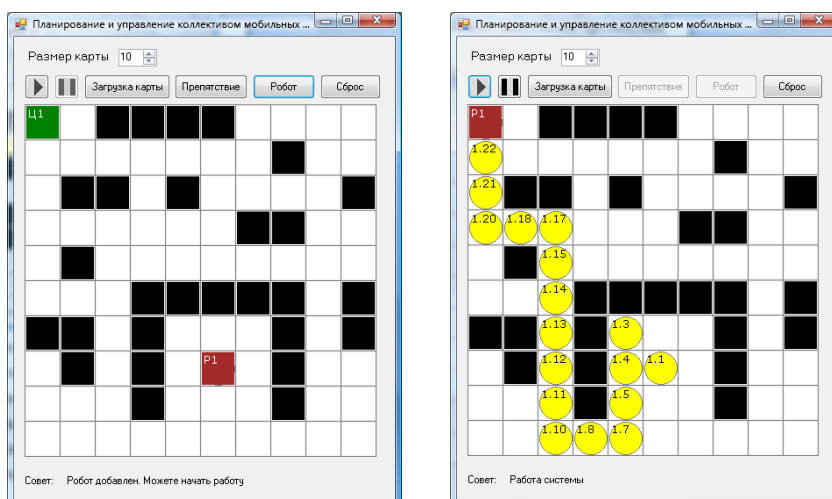 Планирование и управление коллективом мобильных ...
Размер карты 10
Загрузка карты Препятствие Робот Сброс
Ц1
Р1
Совет: Робот добавлен. Можете начать работу
Планирование и управление коллективом мобильных ...
Размер карты 10
Загрузка карты Препятствие Робот Сброс
Р1
1.22
1.21
1.20 1.18 1.17
1.15
1.14
1.13 1.3
1.12 1.4 1.1
1.11 1.5
1.10 1.8 1.7
Совет: Работа системы